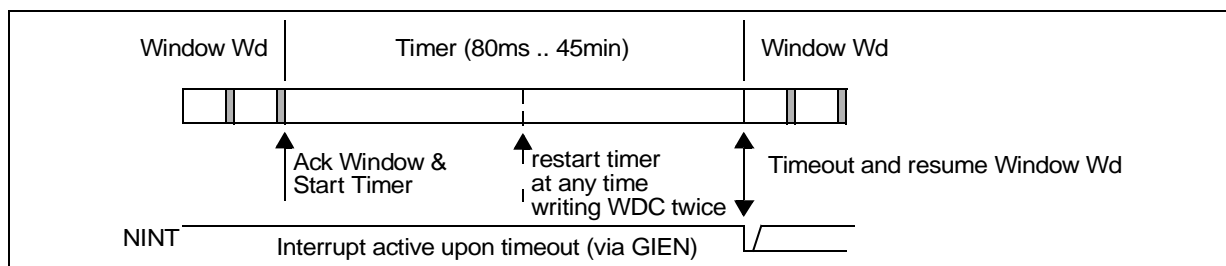 Window Wd
Timer (80ms .. 45min)
Window Wd
Ack Window &
Start Timer
restart timer
at any time
writing WDC twice
Timeout and resume Window Wd
NINT
Interrupt active upon timeout (via GIEN)